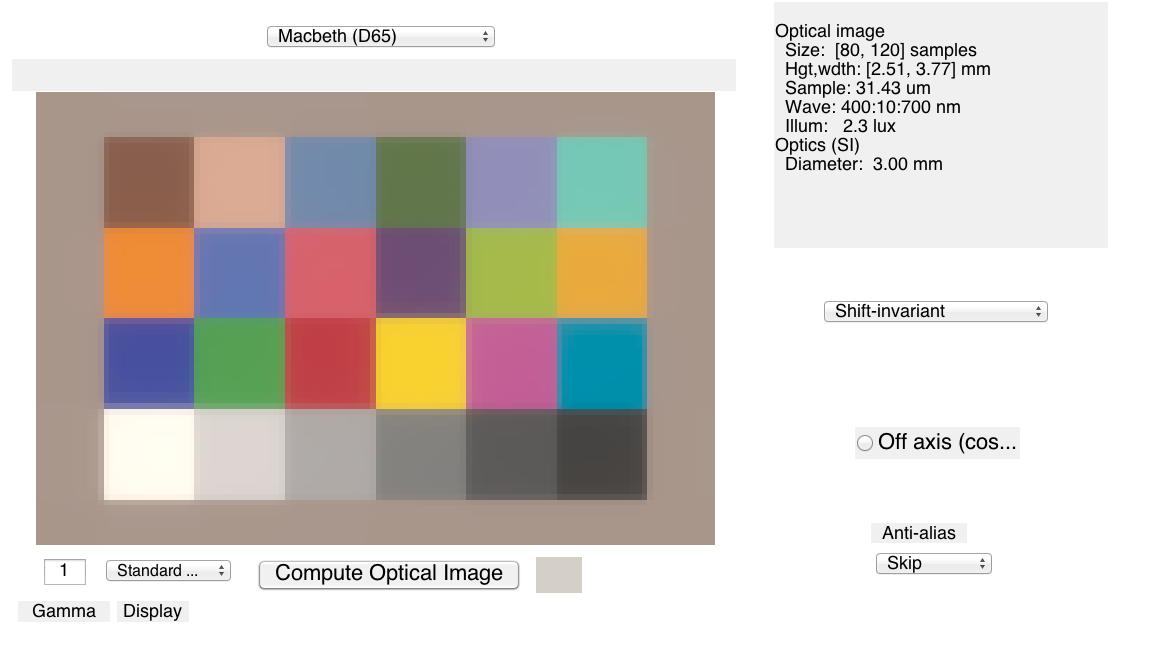 Macbeth (D65)
Optical image
Size: [80, 120] samples
Hgt,wdth: [2.51, 3.77] mm
Sample: 31.43 um
Wave: 400:10:700 nm
Illum: 2.3 lux
Optics (SI)
Diameter: 3.00 mm
Shift-invariant
Off axis (cos...
Anti-alias
Skip
1
Standard ...
Compute Optical Image
Gamma
Display